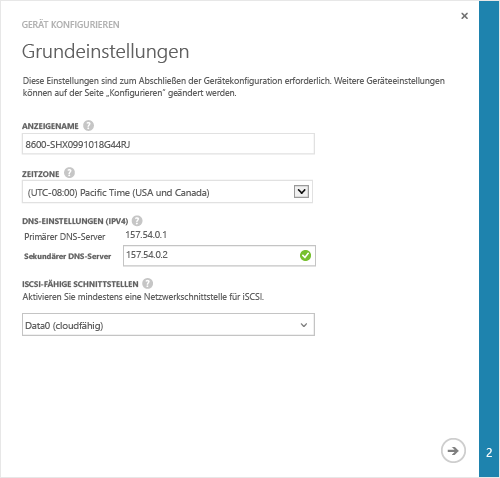 GERÄT KONFIGURIEREN
Grundeinstellungen
Diese Einstellungen sind zum Abschließen der Gerätekonfiguration erforderlich. Weitere Geräteeinstellungen
können auf der Seite „Konfigurieren“ geändert werden.
ANZEIGENAME ?
8600-SHX0991018G44RJ
ZEITZONE ?
(UTC-08:00) Pacific Time (USA und Canada)
DNS-EINSTELLUNGEN (IPV4) ?
Primärer DNS-Server 157.54.0.1
Sekundärer DNS-Server 157.54.0.2
ISCSI-FÄHIGE SCHNITTSTELLEN ?
Aktivieren Sie mindestens eine Netzwerkschnittstelle für iSCSI.
Data0 (cloudfähig)
2